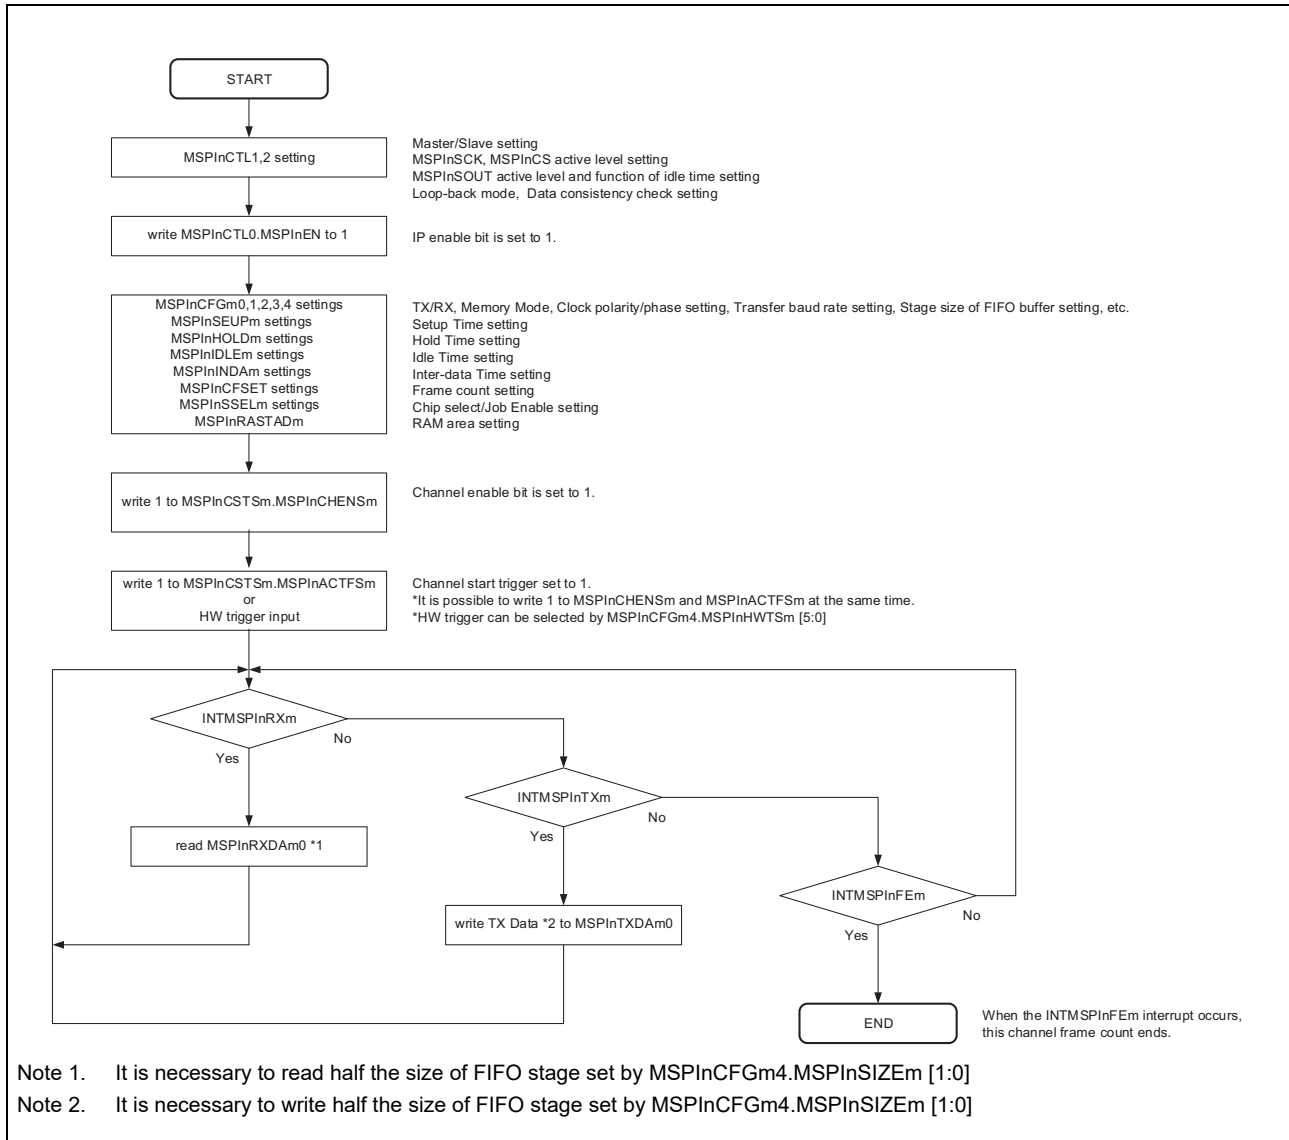 START
MSPInCTL1,2 setting
Master/Slave setting
MSPInSCK, MSPInCS active level setting
MSPInSOUT active level and function of idle time setting
Loop-back mode, Data consistency check setting
write MSPInCTL0.MSPInEN to 1
IP enable bit is set to 1.
MSPInCFGm0,1,2,3,4 settings
MSPInSEUPm settings
MSPInHOLDm settings
MSPInIDLEm settings
MSPInINDAm settings
MSPInCFSET settings
MSPInSSELm settings
MSPInRASTADm
TX/RX, Memory Mode, Clock polarity/phase setting, Transfer baud rate setting, Stage size of FIFO buffer setting, etc.
Setup Time setting
Hold Time setting
Idle Time setting
Inter-data Time setting
Frame count setting
Chip select/Job Enable setting
RAM area setting
write 1 to MSPInCSTSm.MSPInCHENSm
Channel enable bit is set to 1.
write 1 to MSPInCSTSm.MSPInACTFSm
or
HW trigger input
Channel start trigger set to 1.
*It is possible to write 1 to MSPInCHENSm and MSPInACTFSm at the same time.
*HW trigger can be selected by MSPInCFGm4.MSPInHWTSm [5:0]
INTMSPInRXm
No
Yes
read MSPInRXDAm0 *1
INTMSPInTXm
No
Yes
write TX Data *2 to MSPInTXDAm0
INTMSPInFEm
No
Yes
END
When the INTMSPInFEm interrupt occurs,
this channel frame count ends.
Note 1. It is necessary to read half the size of FIFO stage set by MSPInCFGm4.MSPInSIZEm [1:0]
Note 2. It is necessary to write half the size of FIFO stage set by MSPInCFGm4.MSPInSIZEm [1:0]